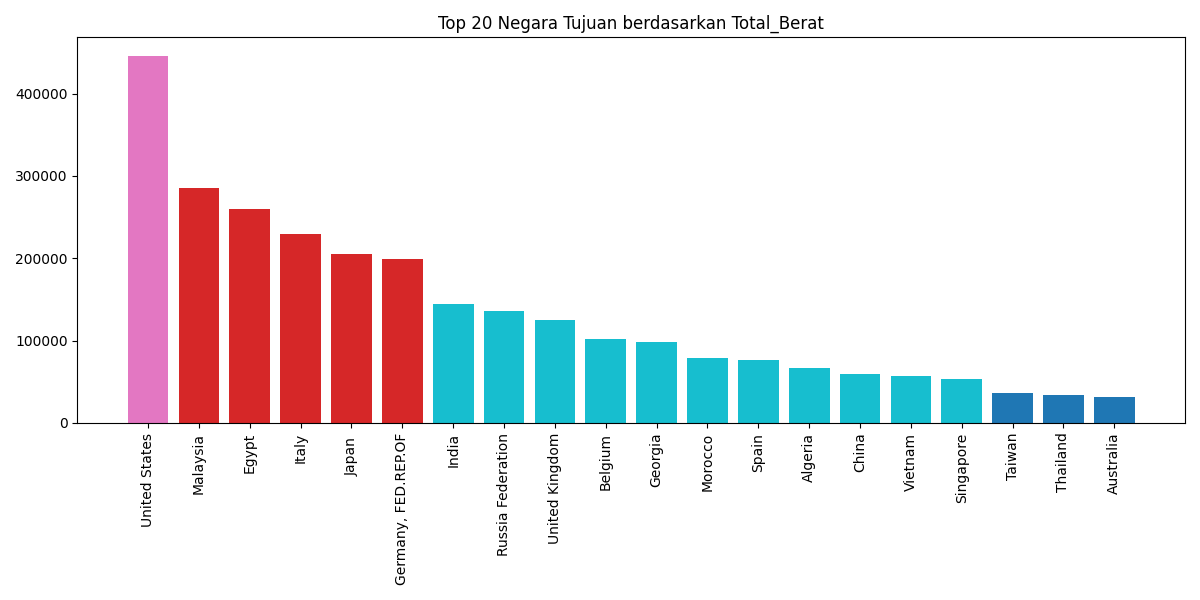 Top 20 Negara Tujuan berdasarkan Total_Berat
400000
300000
200000
100000
0
United States
Malaysia
Egypt
Italy
Japan
Germany, FED.REP.OF
India
Russia Federation
United Kingdom
Belgium
Georgia
Morocco
Spain
Algeria
China
Vietnam
Singapore
Taiwan
Thailand
Australia